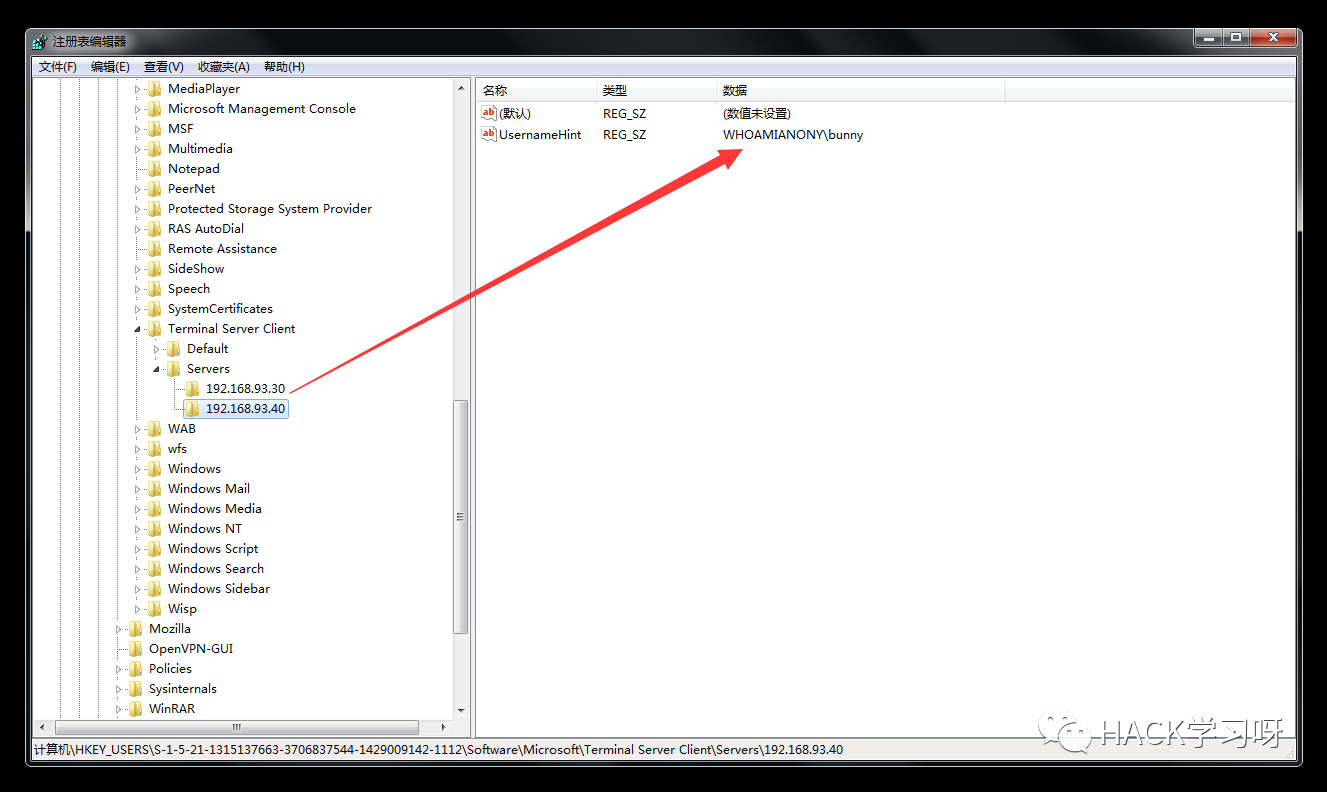 注册表编辑器
文件(F) 编辑(E) 查看(V) 收藏夹(A) 帮助(H)
MediaPlayer
Microsoft Management Console
MSF
Multimedia
Notepad
PeerNet
Protected Storage System Provider
RAS AutoDial
Remote Assistance
SideShow
Speech
SystemCertificates
Terminal Server Client
Default
Servers
192.168.93.30
192.168.93.40
WAB
wfs
Windows
Windows Mail
Windows Media
Windows NT
Windows Script
Windows Search
Windows Sidebar
Wisp
Mozilla
OpenVPN-GUI
Policies
Sysinternals
WinRAR
名称 类型 数据
ab (默认) REG_SZ (数值未设置)
ab UsernameHint REG_SZ WHOAMIANONY\bunny
HACK学习呀
计算机\HKEY_USERS\S-1-5-21-1315137663-3706837544-1429009142-1112\Software\Microsoft\Terminal Server Client\Servers\192.168.93.40